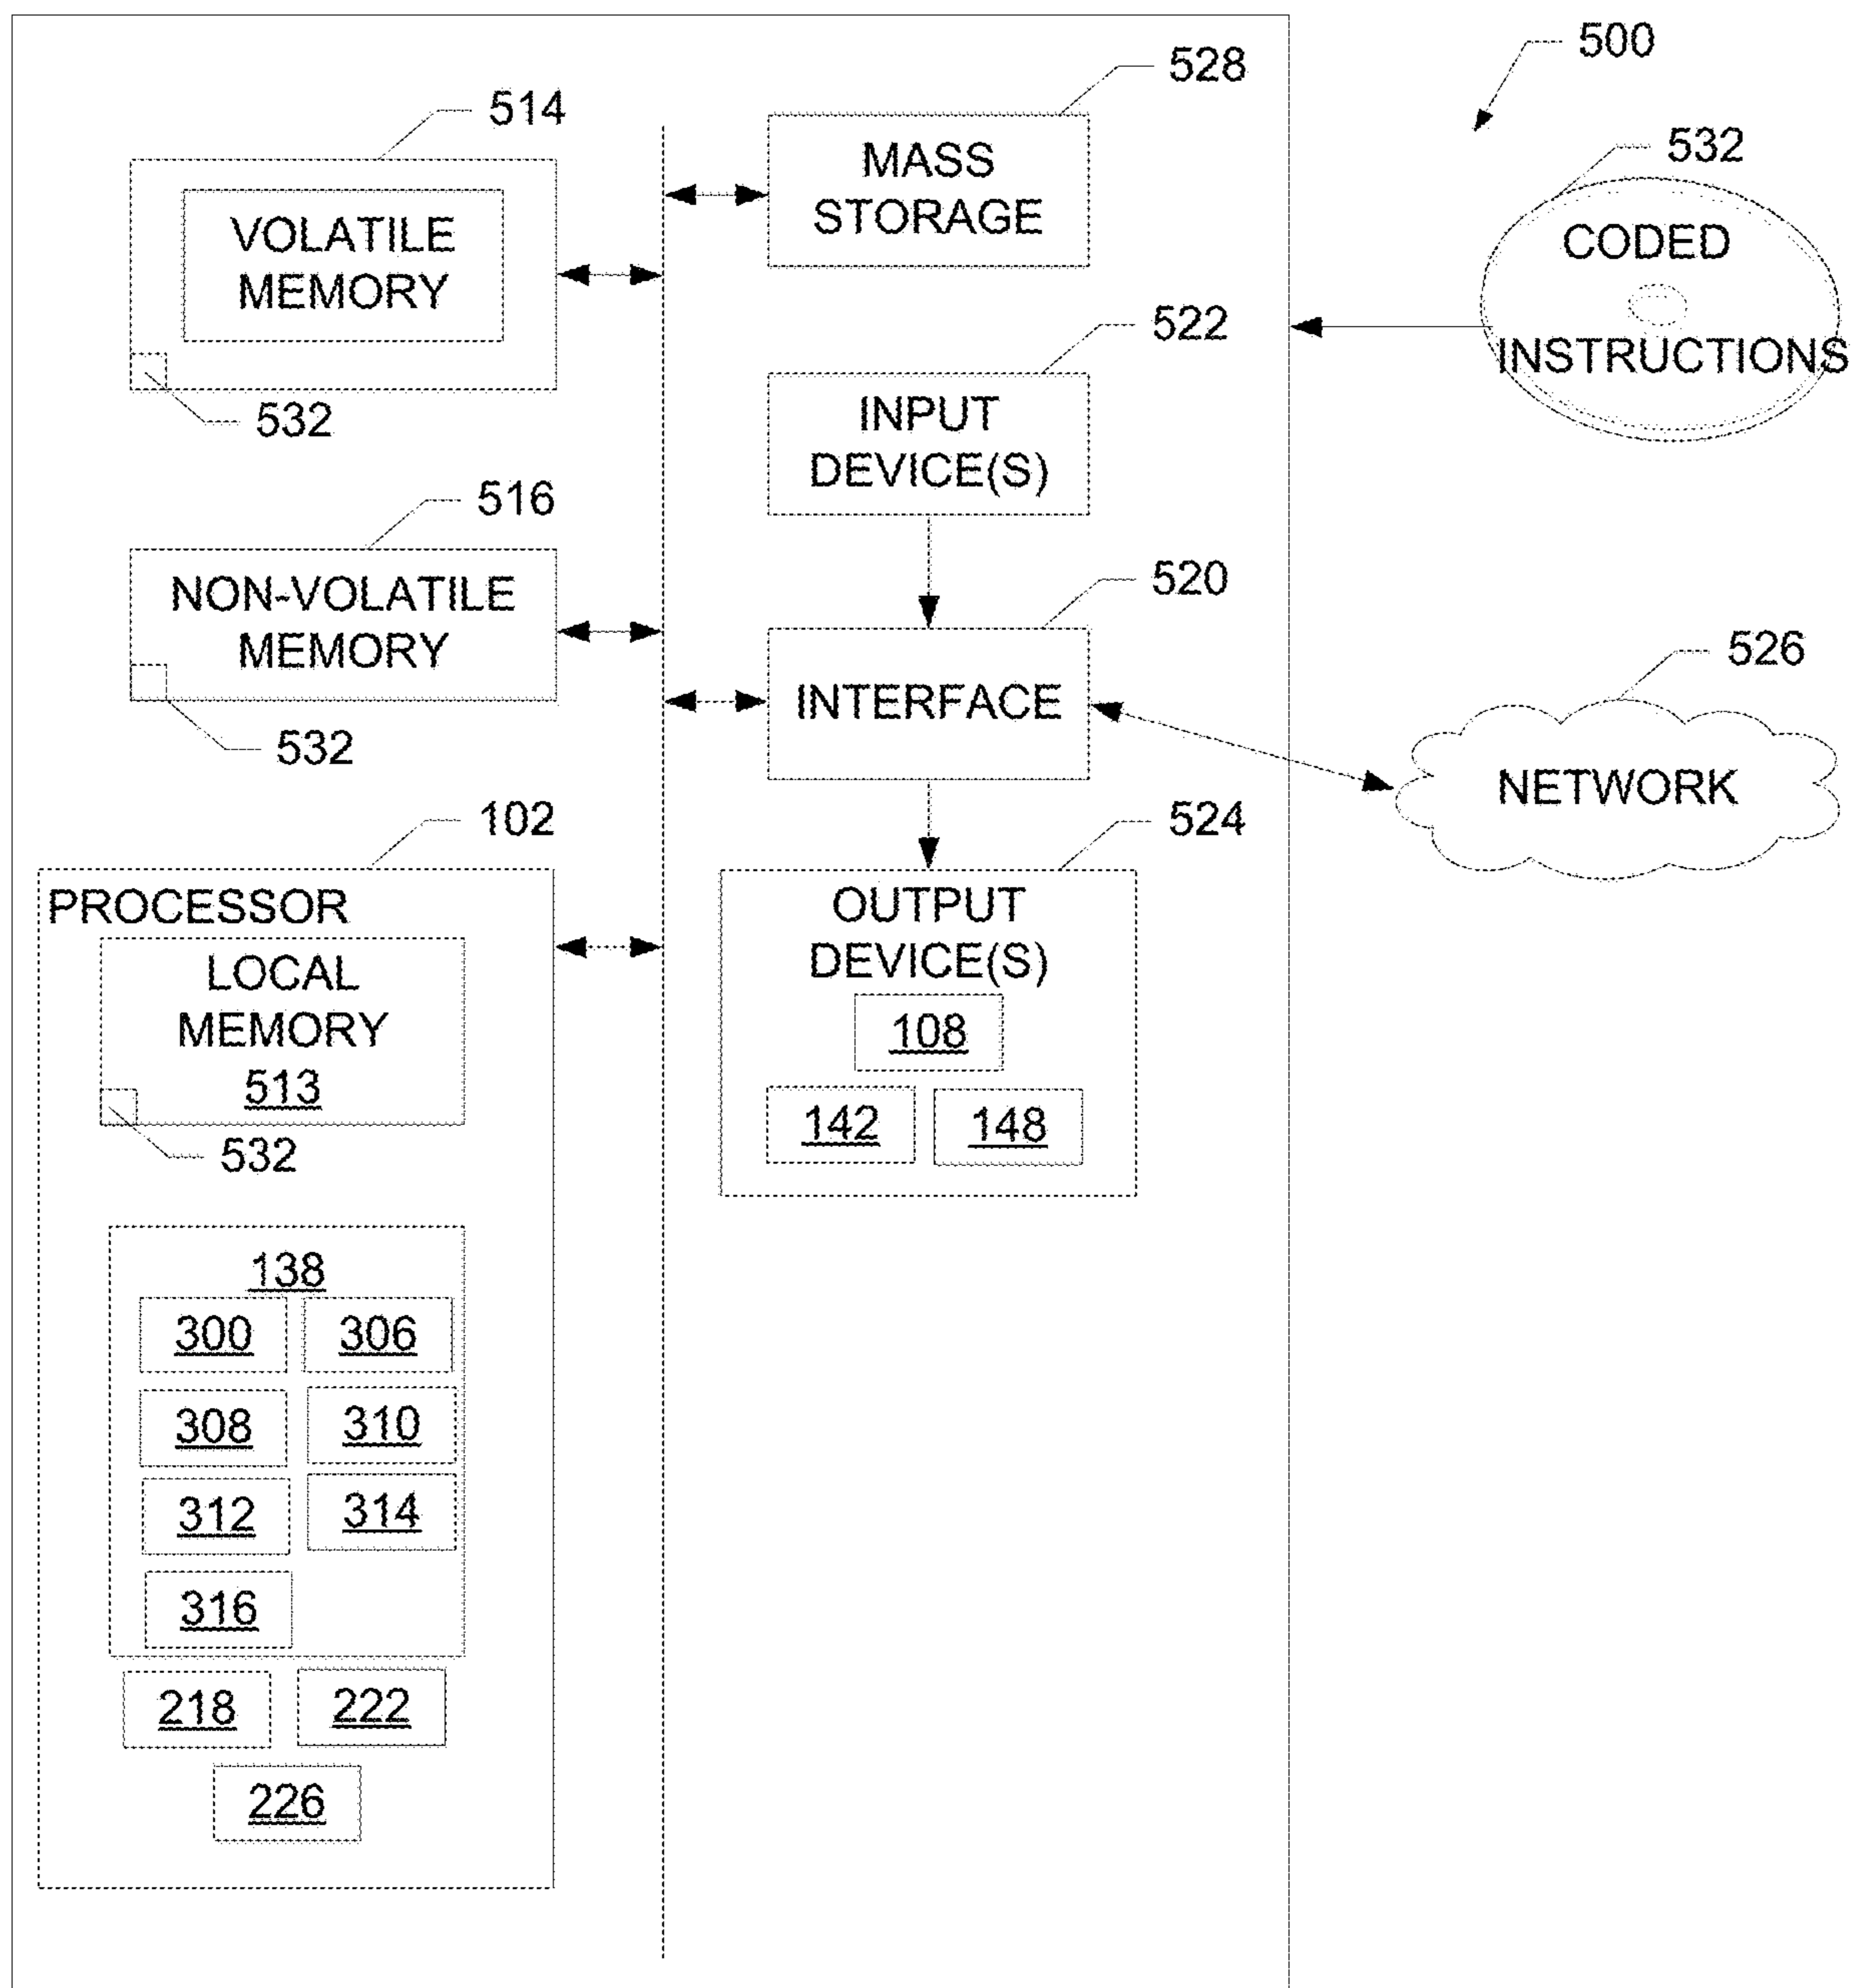 500
528
514
532
MASS
STORAGE
VOLATILE
MEMORY
CODED
INSTRUCTIONS
522
532
INPUT
DEVICE(S)
516
520
NON-VOLATILE
MEMORY
526
INTERFACE
532
NETWORK
102
524
PROCESSOR
OUTPUT
DEVICE(S)
LOCAL
MEMORY
513
108
142 148
532
138
300 306
308 310
312 314
316
218 222
226